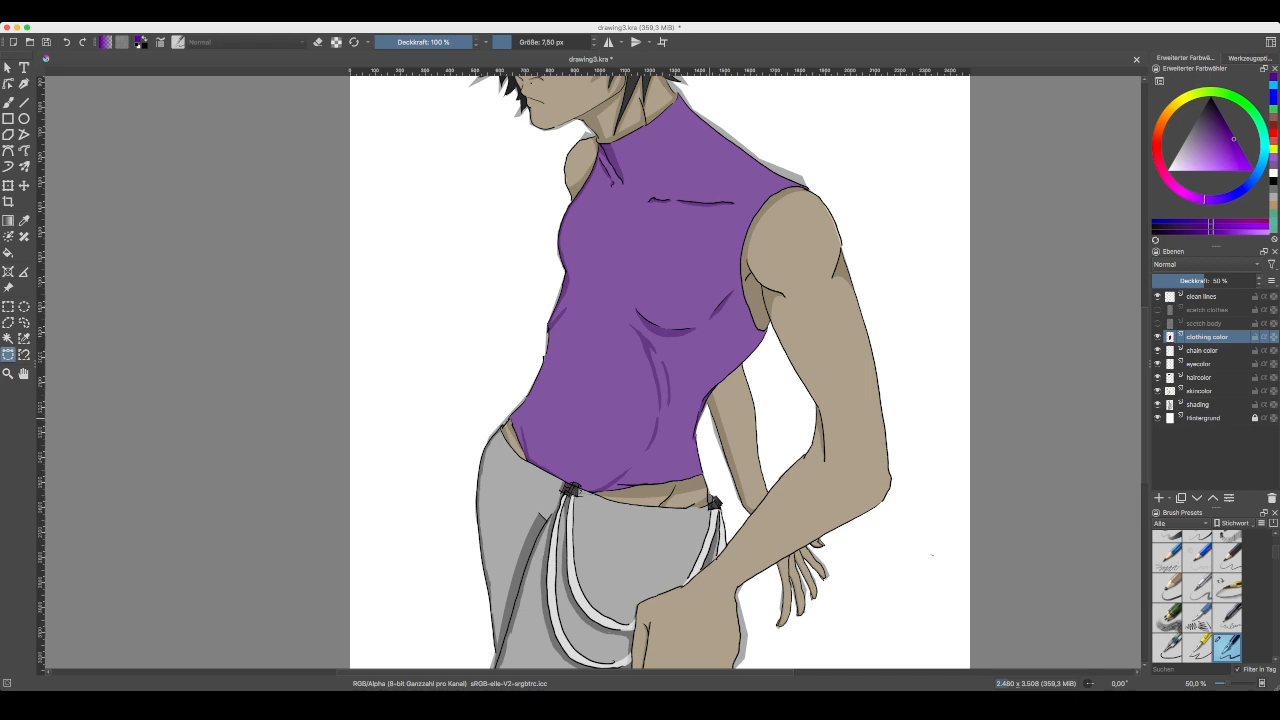 drawing3.kra (359,3 MiB) *
Normal
Deckkraft: 100 %
Größe: 7,50 px
drawing3.kra *
Erweiterter Farbwä...
Werkzeugopti...
Erweiterter Farbwähler
Ebenen
Normal
Deckkraft: 50 %
clean lines
scetch clothes
scetch body
clothing color
chain color
eyecolor
haircolor
skincolor
shading
Hintergrund
Brush Presets
Alle
Stichwort
Suchen
Filter in Tag
RGB/Alpha (8-bit Ganzzahl pro Kanal) sRGB-elle-V2-srgbtrc.icc
2.480 x 3.508 (359,3 MiB)
0,00°
50,0 %